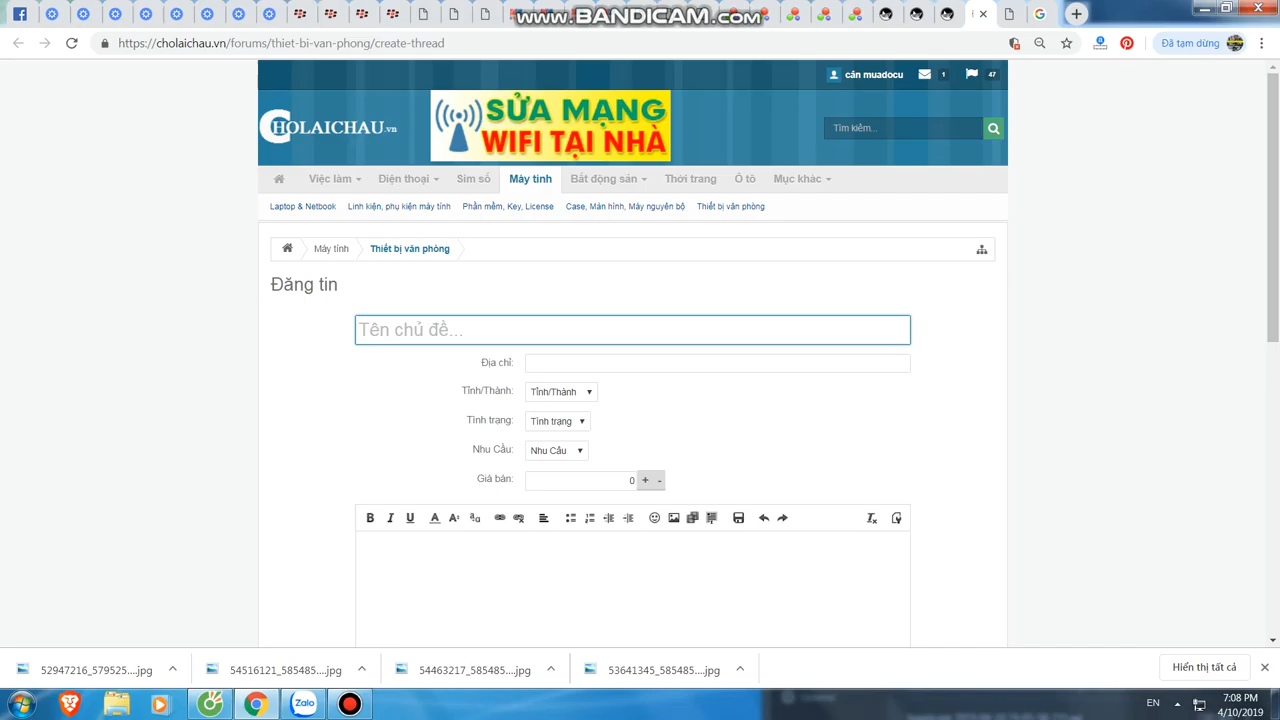 www.BANDICAM.com
https://cholaichau.vn/forums/thiet-bi-van-phong/create-thread
Đã tạm dừng
cần muadocu
1
47
CHOLAICHAU.vn
SỬA MẠNG
WIFI TẠI NHÀ
Tìm kiếm...
Việc làm
Điện thoại
Sim số
Máy tính
Bất động sản
Thời trang
Ô tô
Mục khác
Laptop & Netbook
Linh kiện, phụ kiện máy tính
Phần mềm, Key, License
Case, Màn hình, Máy nguyên bộ
Thiết bị văn phòng
Máy tính
Thiết bị văn phòng
Đăng tin
Tên chủ đề...
Địa chỉ:
Tỉnh/Thành:
Tỉnh/Thành
Tình trạng:
Tình trạng
Nhu Cầu:
Nhu Cầu
Giá bán:
0
+
-
52947216_579525....jpg
54516121_585485....jpg
54463217_585485....jpg
53641345_585485....jpg
Hiển thị tất cả
Zalo
EN
7:08 PM
4/10/2019